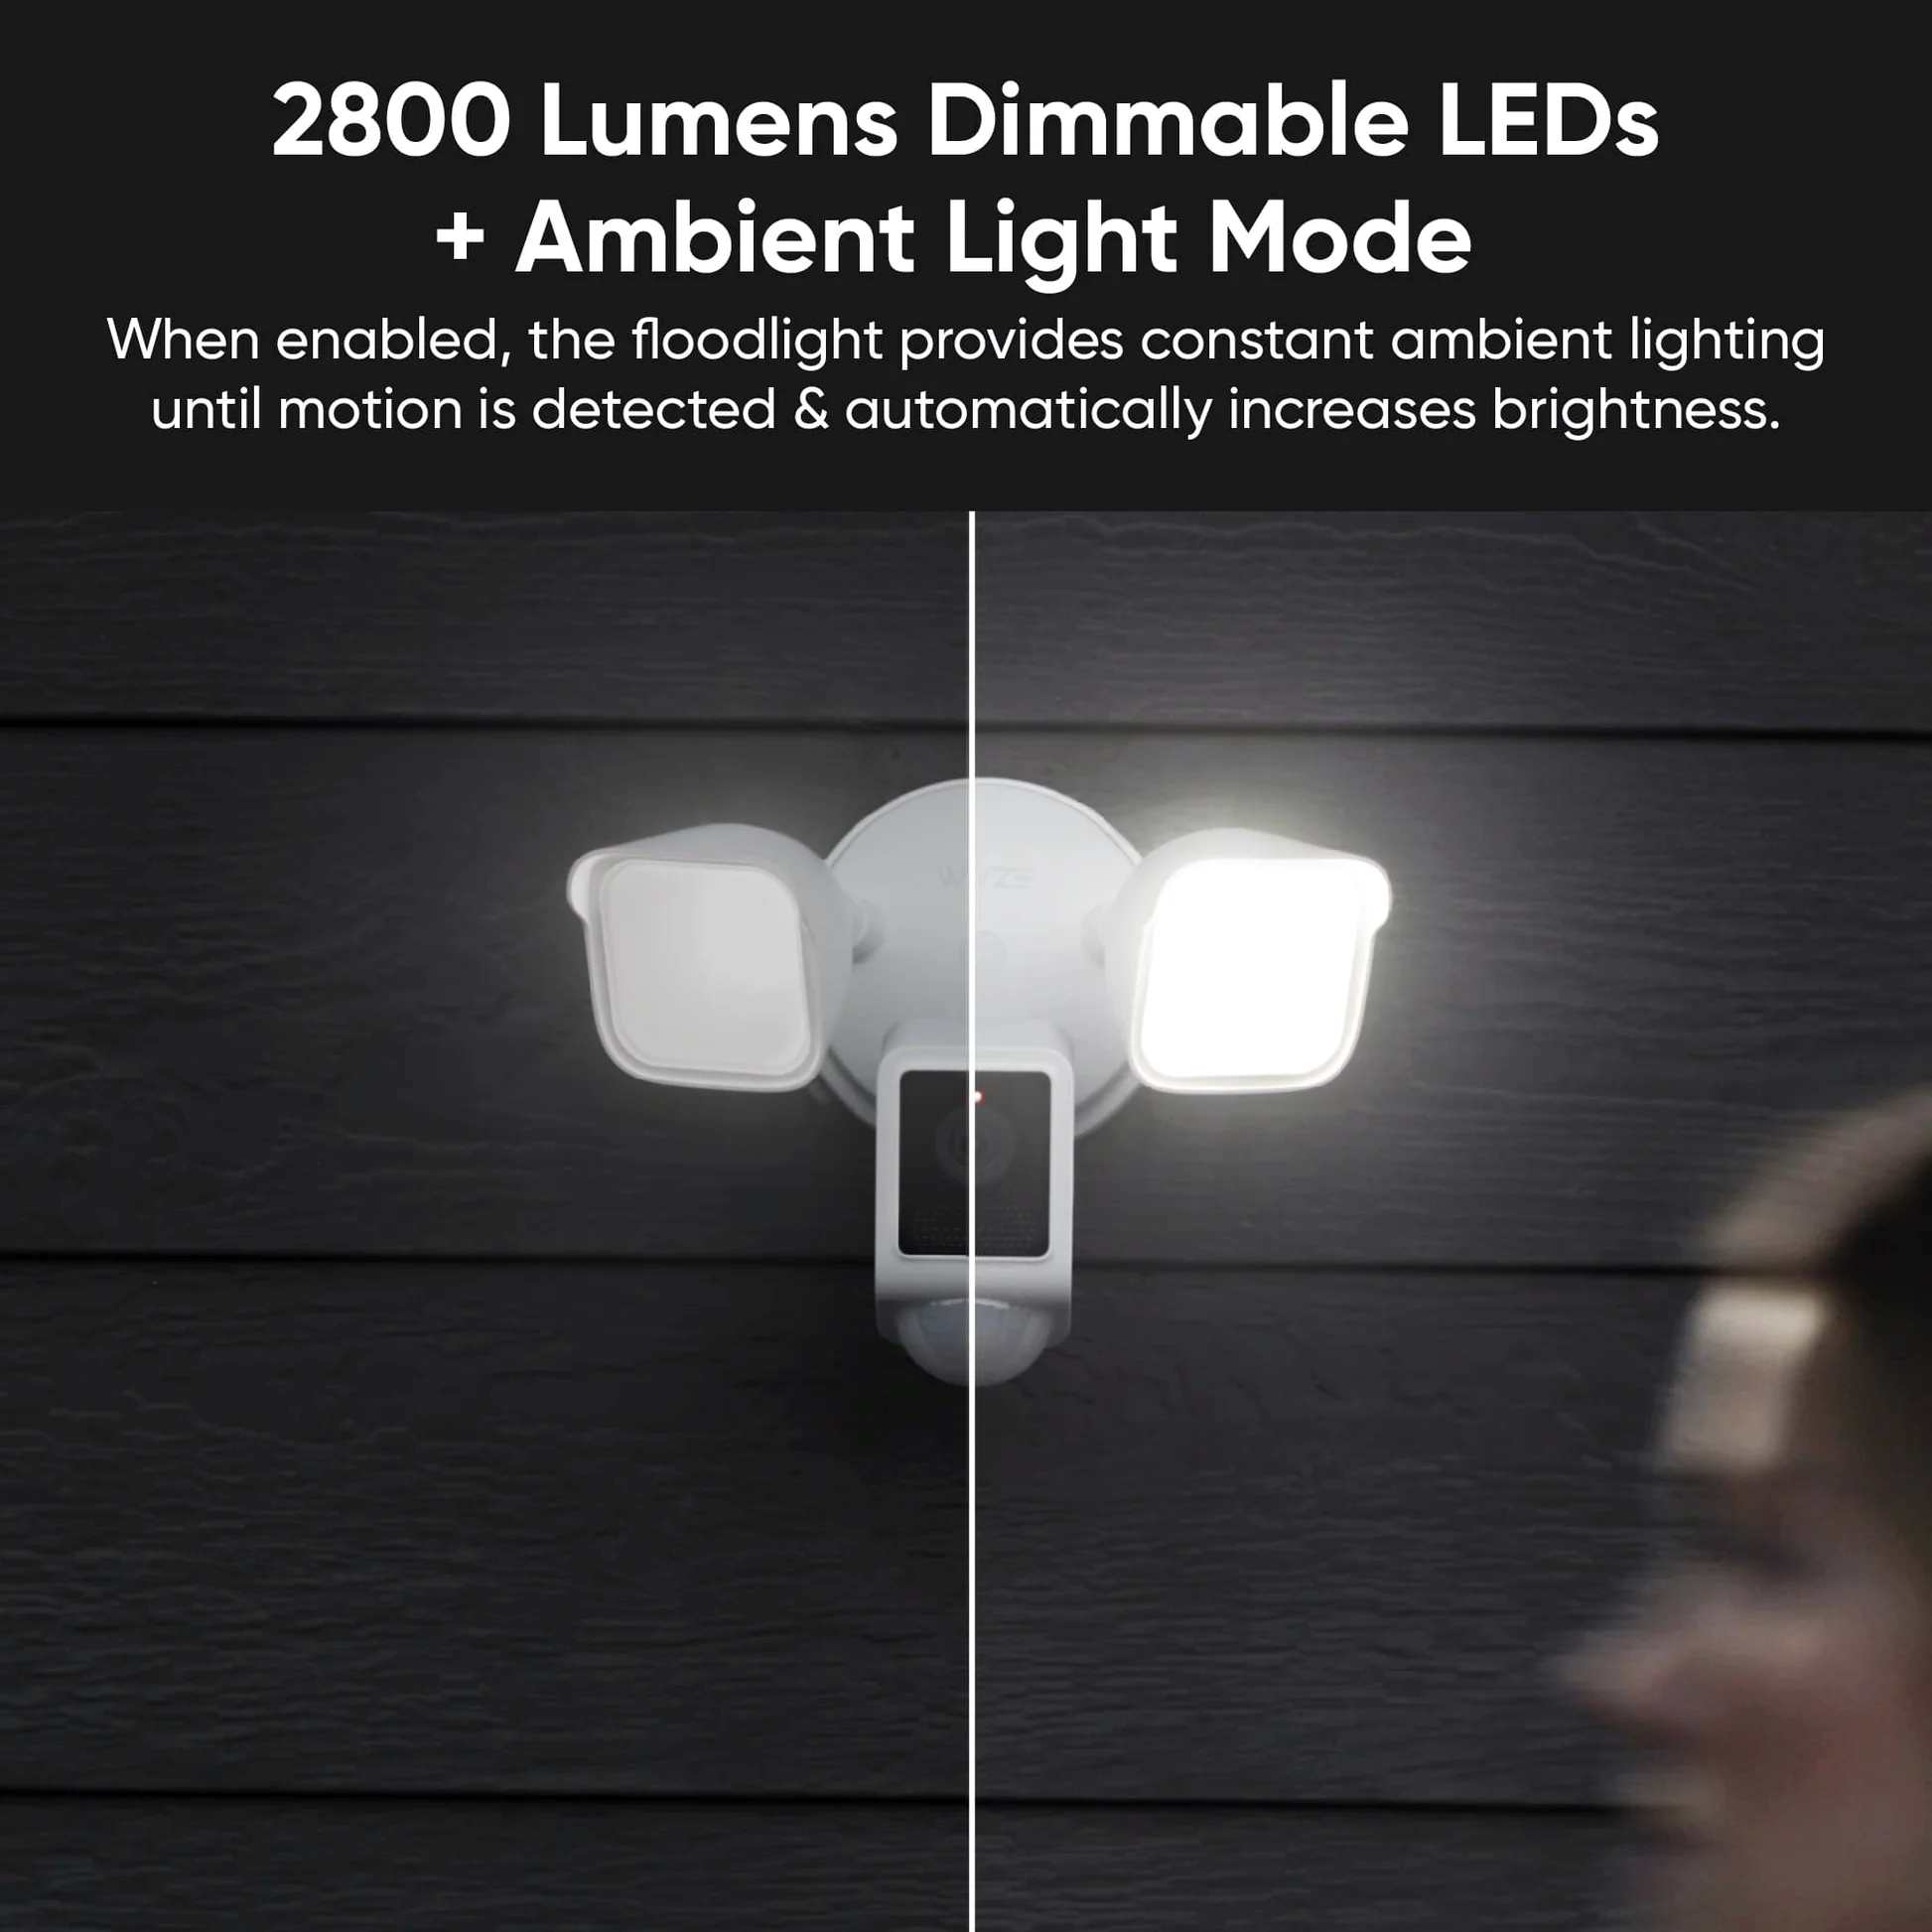 2800 Lumens Dimmable LEDs
+ Ambient Light Mode
When enabled, the floodlight provides constant ambient lighting
until motion is detected & automatically increases brightness.
WYZE